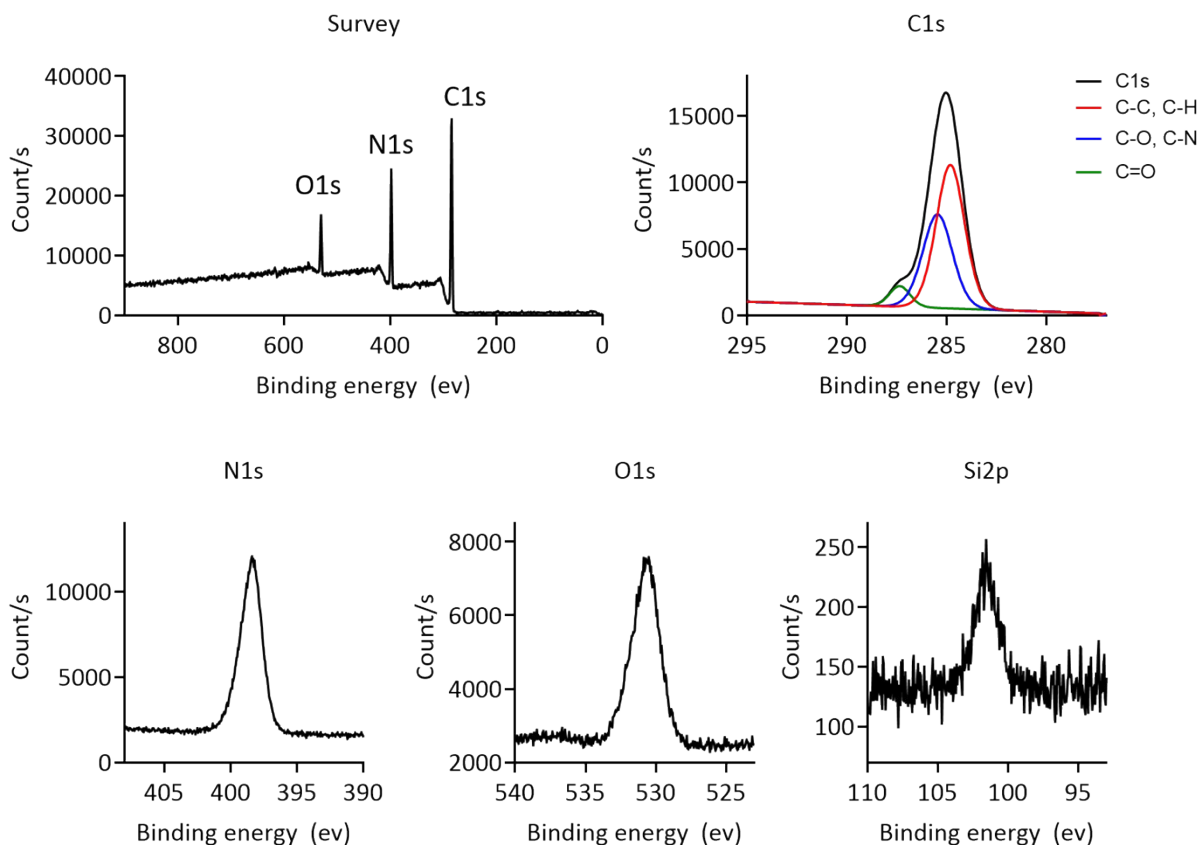 Survey
40000
30000
20000
10000
0
Count/s
O1s
N1s
C1s
800
600
400
200
0
Binding energy (ev)
C1s
15000
10000
5000
0
Count/s
295
290
285
280
Binding energy (ev)
C1s
C-C, C-H
C-O, C-N
C=O
N1s
10000
5000
0
Count/s
405
400
395
390
Binding energy (ev)
O1s
8000
6000
4000
2000
Count/s
540
535
530
525
Binding energy (ev)
Si2p
250
200
150
100
Count/s
110
105
100
95
Binding energy (ev)